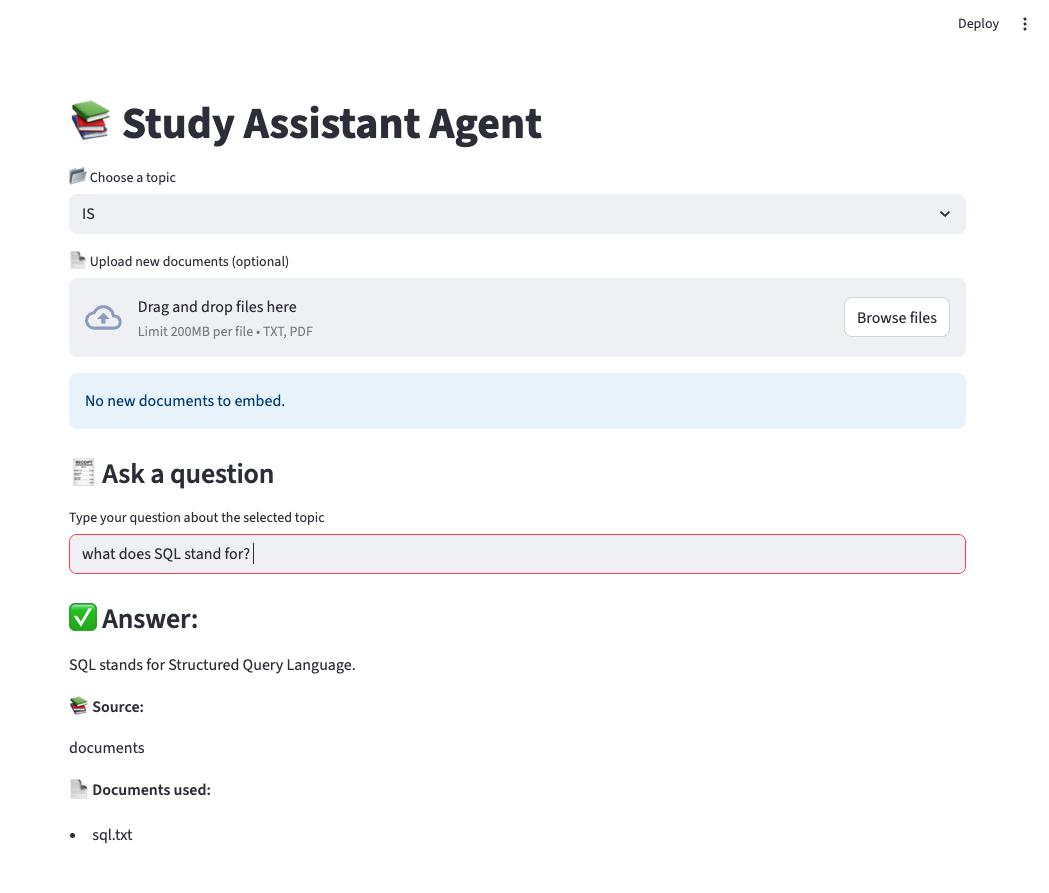 Deploy
📚 Study Assistant Agent
📂 Choose a topic
IS
📄 Upload new documents (optional)
Drag and drop files here
Limit 200MB per file • TXT, PDF
Browse files
No new documents to embed.
🧾 Ask a question
Type your question about the selected topic
what does SQL stand for?
✅ Answer:
SQL stands for Structured Query Language.
📚 Source:
documents
📄 Documents used:
• sql.txt